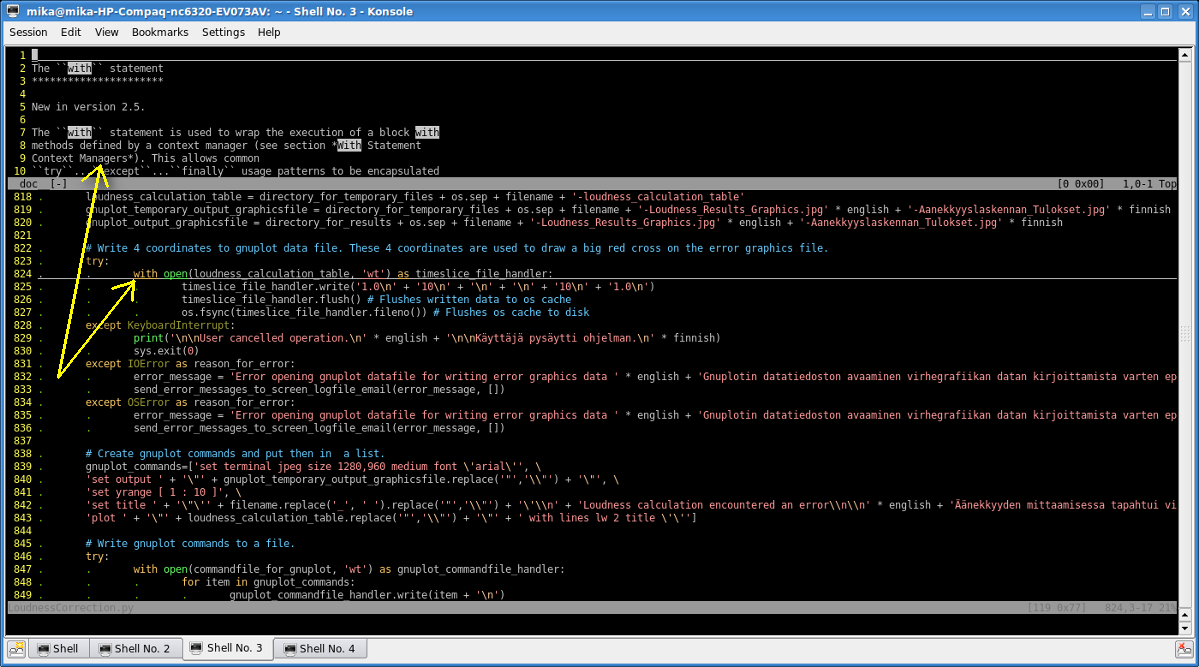 mika@mika-HP-Compaq-nc6320-EV073AV: ~ - Shell No. 3 - Konsole
Session Edit View Bookmarks Settings Help
1
2 The ``with`` statement
3 **********************
4
5 New in version 2.5.
6
7 The ``with`` statement is used to wrap the execution of a block with
8 methods defined by a context manager (see section *With Statement
9 Context Managers*). This allows common
10 ``try``...``except``...``finally`` usage patterns to be encapsulated
doc [-] [0 0x00] 1,0-1 Top
818 . loudness_calculation_table = directory_for_temporary_files + os.sep + filename + '-loudness_calculation_table'
819 . gnuplot_temporary_output_graphicsfile = directory_for_temporary_files + os.sep + filename + '-Loudness_Results_Graphics.jpg' * english + '-Aanekkyyslaskennan_Tulokset.jpg' * finnish
820 . gnuplot_output_graphicsfile = directory_for_results + os.sep + filename + '-Loudness_Results_Graphics.jpg' * english + '-Aanekkyyslaskennan_Tulokset.jpg' * finnish
821
822 . # Write 4 coordinates to gnuplot data file. These 4 coordinates are used to draw a big red cross on the error graphics file.
823 . try:
824 . . with open(loudness_calculation_table, 'wt') as timeslice_file_handler:
825 . . . timeslice_file_handler.write('1.0\n' + '10\n' + '\n' + '\n' + '10\n' + '1.0\n')
826 . . . timeslice_file_handler.flush() # Flushes written data to os cache
827 . . . os.fsync(timeslice_file_handler.fileno()) # Flushes os cache to disk
828 . except KeyboardInterrupt:
829 . . print('\n\nUser cancelled operation.\n' * english + '\n\nKäyttäjä pysäytti ohjelman.\n' * finnish)
830 . . sys.exit(0)
831 . except IOError as reason_for_error:
832 . . error_message = 'Error opening gnuplot datafile for writing error graphics data ' * english + 'Gnuplotin datatiedoston avaaminen virhegrafiikan datan kirjoittamista varten ep
833 . . send_error_messages_to_screen_logfile_email(error_message, [])
834 . except OSError as reason_for_error:
835 . . error_message = 'Error opening gnuplot datafile for writing error graphics data ' * english + 'Gnuplotin datatiedoston avaaminen virhegrafiikan datan kirjoittamista varten ep
836 . . send_error_messages_to_screen_logfile_email(error_message, [])
837
838 . # Create gnuplot commands and put then in  a list.
839 . gnuplot_commands=['set terminal jpeg size 1280,960 medium font \'arial\'', \
840 . 'set output ' + '\"' + gnuplot_temporary_output_graphicsfile.replace('"','\\"') + '\"', \
841 . 'set yrange [ 1 : 10 ]', \
842 . 'set title ' + '\"\'' + filename.replace('_', ' ').replace('"','\\"') + '\'\\n' + 'Loudness calculation encountered an error\\n\\n' * english + 'Äänekkyyden mittaamisessa tapahtui vi
843 . 'plot ' + '\"' + loudness_calculation_table.replace('"','\\"') + '\"' + ' with lines lw 2 title \'\'']
844
845 . # Write gnuplot commands to a file.
846 . try:
847 . . with open(commandfile_for_gnuplot, 'wt') as gnuplot_commandfile_handler:
848 . . . for item in gnuplot_commands:
849 . . . . gnuplot_commandfile_handler.write(item + '\n')
LoudnessCorrection.py [119 0x77] 824,3-17 21%
Shell Shell No. 2 Shell No. 3 Shell No. 4